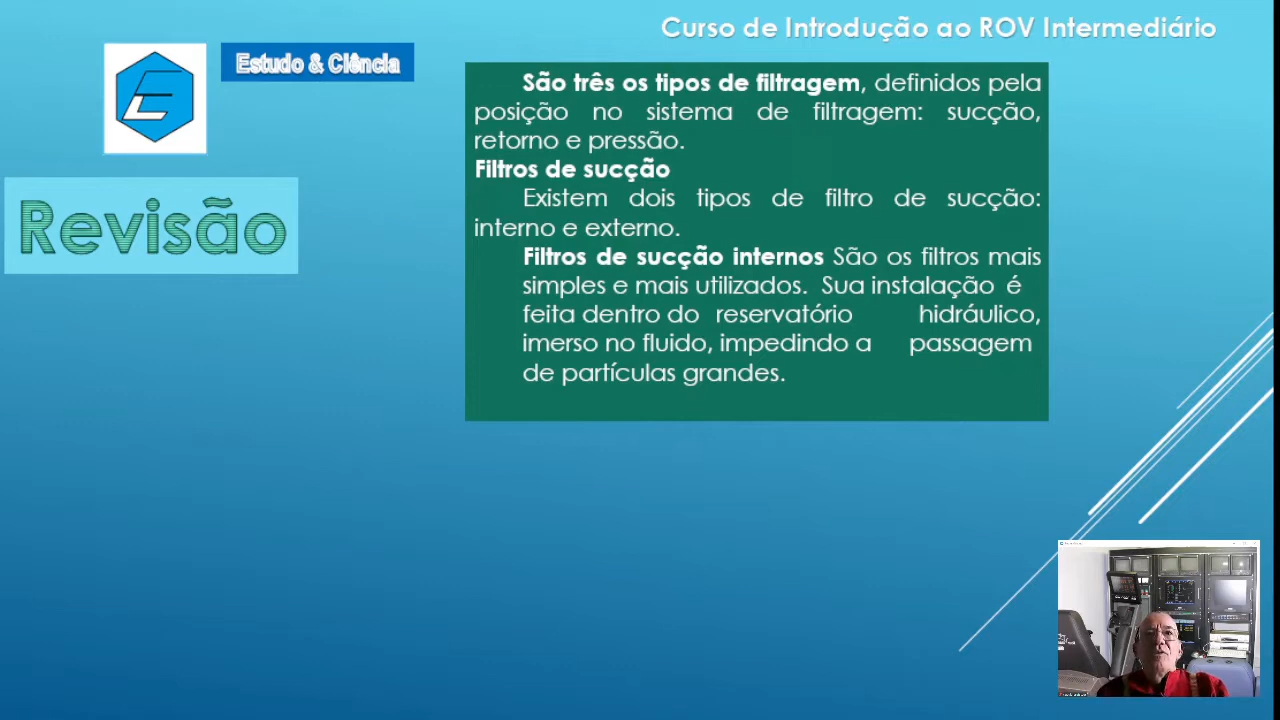 Curso de Introdução ao ROV Intermediário
Estudo & Ciência
Revisão
São três os tipos de filtragem, definidos pela
posição no sistema de filtragem: sucção,
retorno e pressão.
Filtros de sucção
Existem dois tipos de filtro de sucção:
interno e externo.
Filtros de sucção internos São os filtros mais
simples e mais utilizados. Sua instalação é
feita dentro do reservatório hidráulico,
imerso no fluido, impedindo a passagem
de partículas grandes.